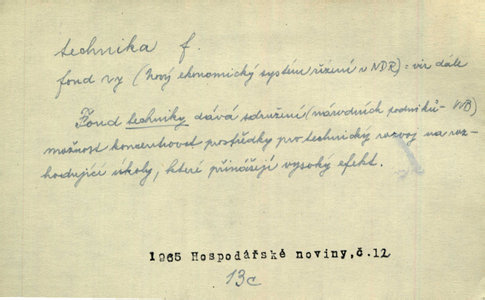 technika f.
fond vy (Nový ekonomický systém řízení v NDR) = viz dále
Fond techniky dává sdružení (národních podniků - VVB)
možnost koncentrovat prostředky pro technický rozvoj na roz-
hodující úkoly, které přinášejí vysoký efekt.
1965 Hospodářské noviny, č. 12
13c